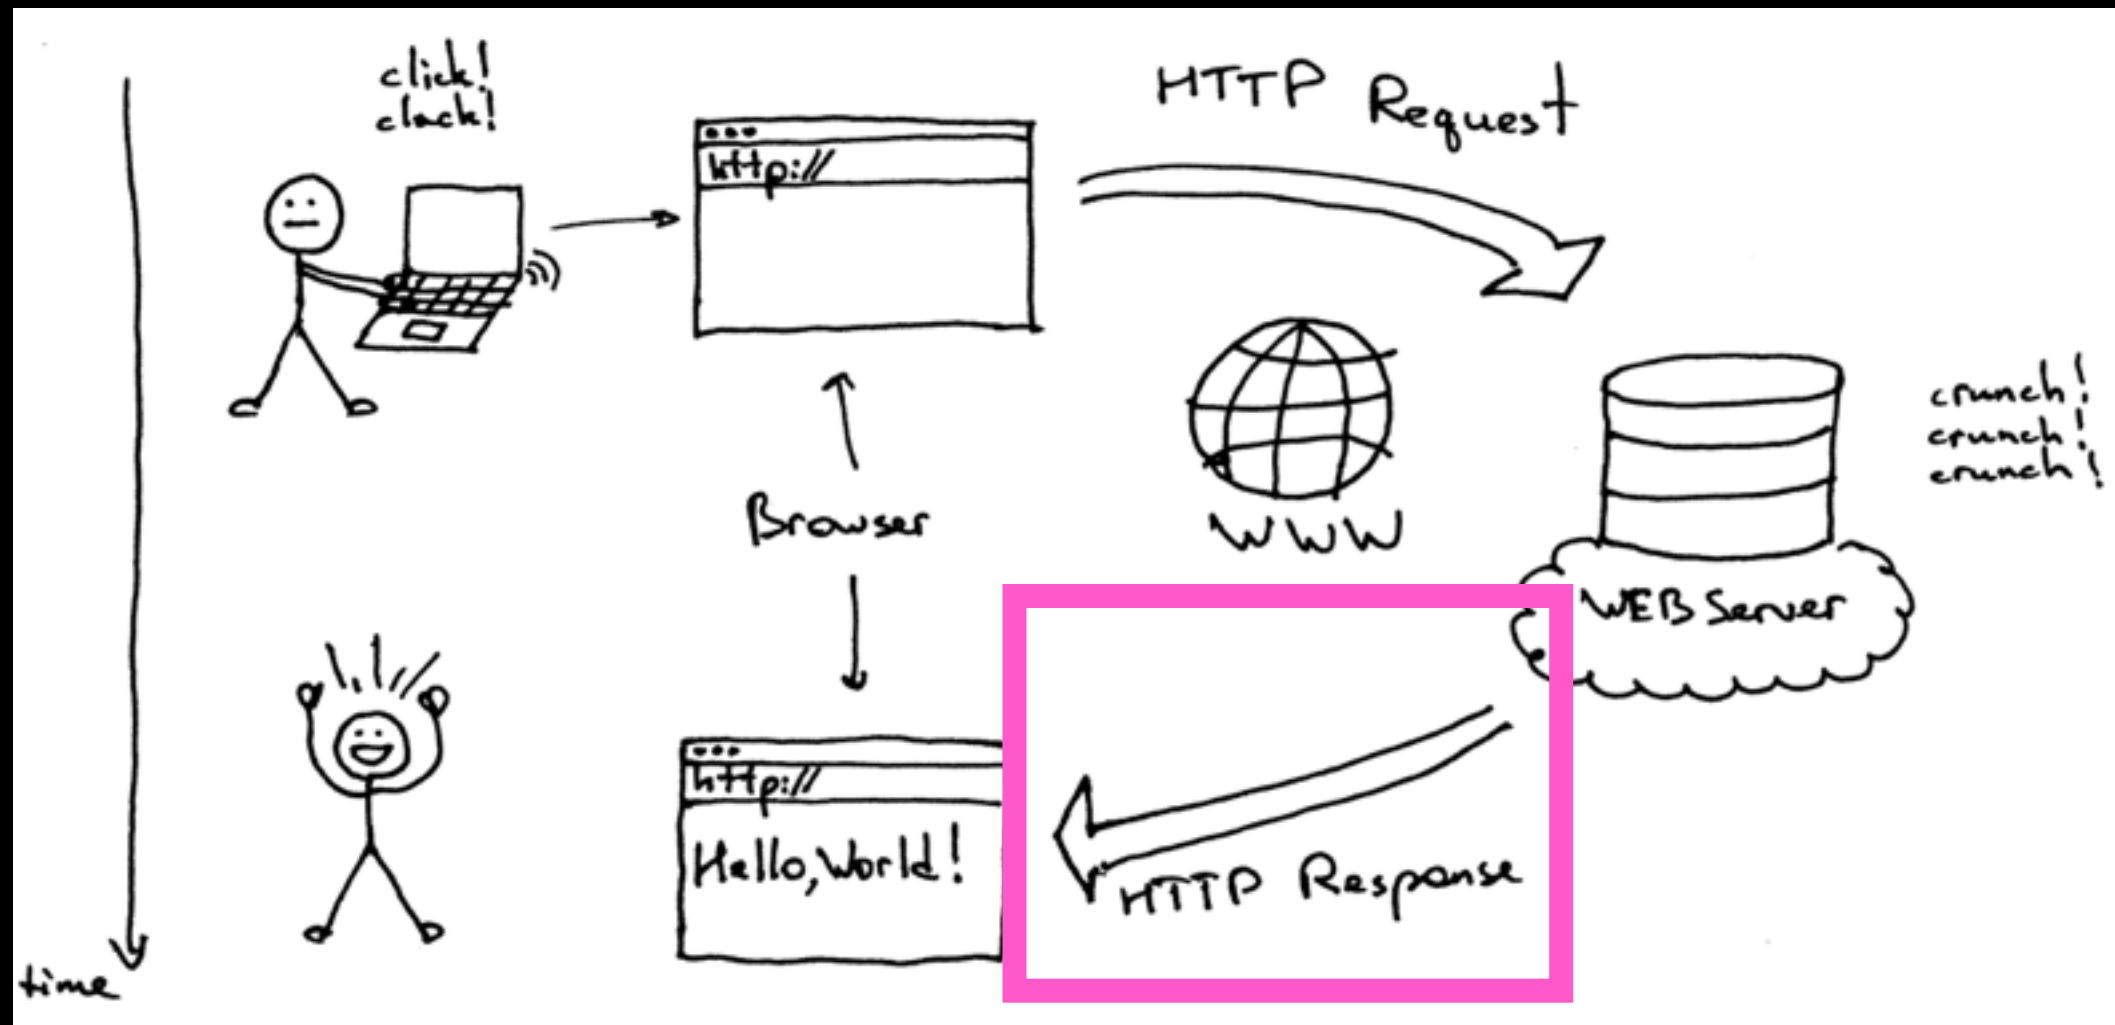 click!
clack!
HTTP Request
http://
crunch!
crunch!
crunch!
Browser
WWW
WEB Server
http://
Hello, World!
HTTP Response
time